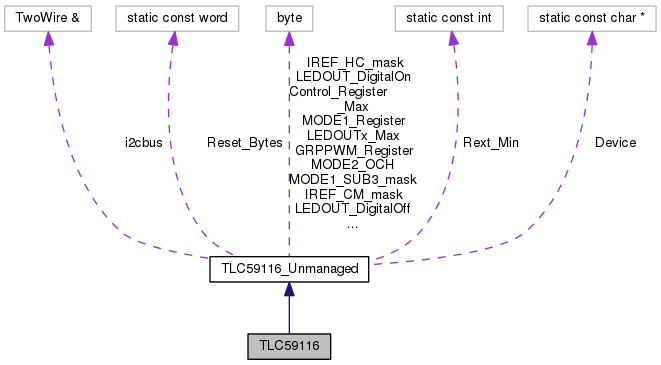 TwoWire &
static const word
byte
static const int
static const char *
IREF_HC_mask
LEDOUT_DigitalOn
Control_Register
_Max
MODE1_Register
LEDOUTx_Max
GRPPWM_Register
MODE2_OCH
MODE1_SUB3_mask
IREF_CM_mask
LEDOUT_DigitalOff
...
i2cbus
Reset_Bytes
Rext_Min
Device
TLC59116_Unmanaged
TLC59116